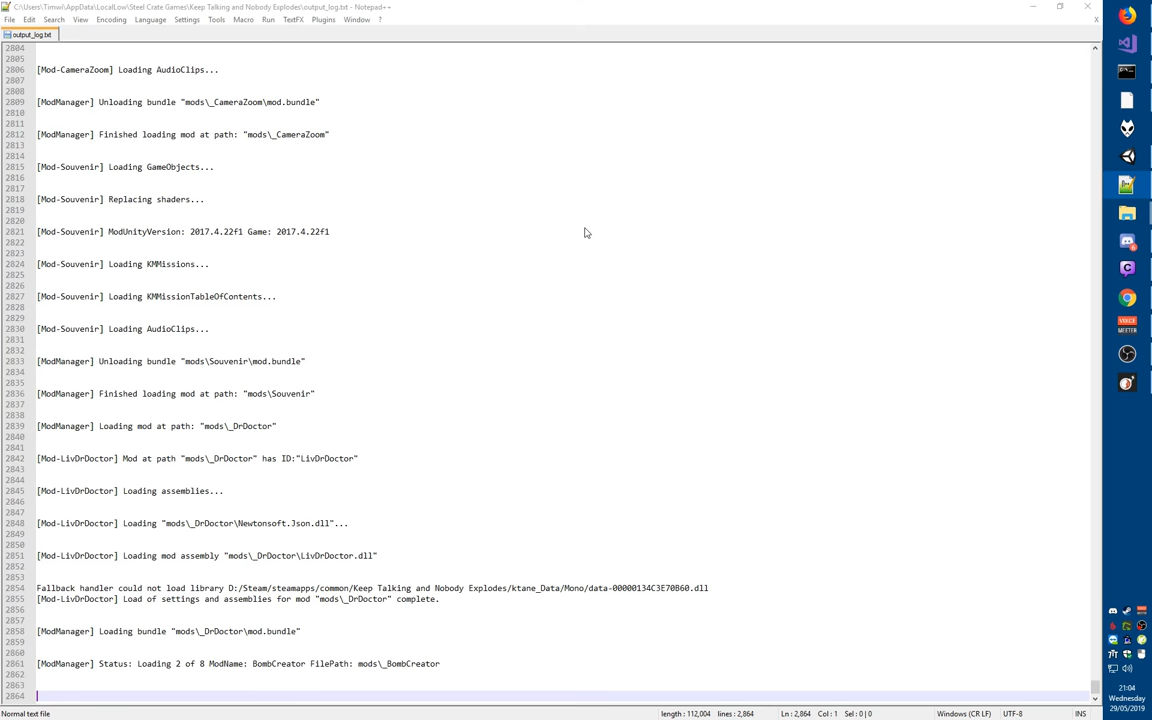 C:\Users\Timwi\AppData\LocalLow\Steel Crate Games\Keep Talking and Nobody Explodes\output_log.txt - Notepad++
File Edit Search View Encoding Language Settings Tools Macro Run TextFX Plugins Window ? X
output_log.txt
2804
2805
2806 [Mod-CameraZoom] Loading AudioClips...
2807
2808
2809 [ModManager] Unloading bundle "mods\_CameraZoom\mod.bundle"
2810
2811
2812 [ModManager] Finished loading mod at path: "mods\_CameraZoom"
2813
2814
2815 [Mod-Souvenir] Loading GameObjects...
2816
2817
2818 [Mod-Souvenir] Replacing shaders...
2819
2820
2821 [Mod-Souvenir] ModUnityVersion: 2017.4.22f1 Game: 2017.4.22f1
2822
2823
2824 [Mod-Souvenir] Loading KMMissions...
2825
2826
2827 [Mod-Souvenir] Loading KMMissionTableOfContents...
2828
2829
2830 [Mod-Souvenir] Loading AudioClips...
2831
2832
2833 [ModManager] Unloading bundle "mods\Souvenir\mod.bundle"
2834
2835
2836 [ModManager] Finished loading mod at path: "mods\Souvenir"
2837
2838
2839 [ModManager] Loading mod at path: "mods\_DrDoctor"
2840
2841
2842 [Mod-LivDrDoctor] Mod at path "mods\_DrDoctor" has ID:"LivDrDoctor"
2843
2844
2845 [Mod-LivDrDoctor] Loading assemblies...
2846
2847
2848 [Mod-LivDrDoctor] Loading "mods\_DrDoctor\Newtonsoft.Json.dll"...
2849
2850
2851 [Mod-LivDrDoctor] Loading mod assembly "mods\_DrDoctor\LivDrDoctor.dll"
2852
2853
2854 Fallback handler could not load library D:/Steam/steamapps/common/Keep Talking and Nobody Explodes/ktane_Data/Mono/data-00000134C3E70B60.dll
2855 [Mod-LivDrDoctor] Load of settings and assemblies for mod "mods\_DrDoctor" complete.
2856
2857
2858 [ModManager] Loading bundle "mods\_DrDoctor\mod.bundle"
2859
2860
2861 [ModManager] Status: Loading 2 of 8 ModName: BombCreator FilePath: mods\_BombCreator
2862
2863
2864
Normal text file length : 112,004 lines : 2,864 Ln : 2,864 Col : 1 Sel : 0 | 0 Windows (CR LF) UTF-8 INS
VOICE
MEETER
21:04
Wednesday
29/05/2019